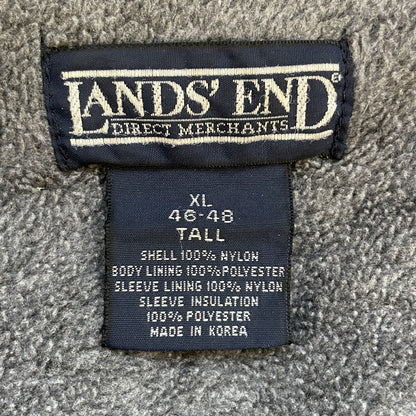 LANDS' END®
DIRECT MERCHANTS
XL
46-48
TALL
SHELL 100% NYLON
BODY LINING 100% POLYESTER
SLEEVE LINING 100% NYLON
SLEEVE INSULATION
100% POLYESTER
MADE IN KOREA